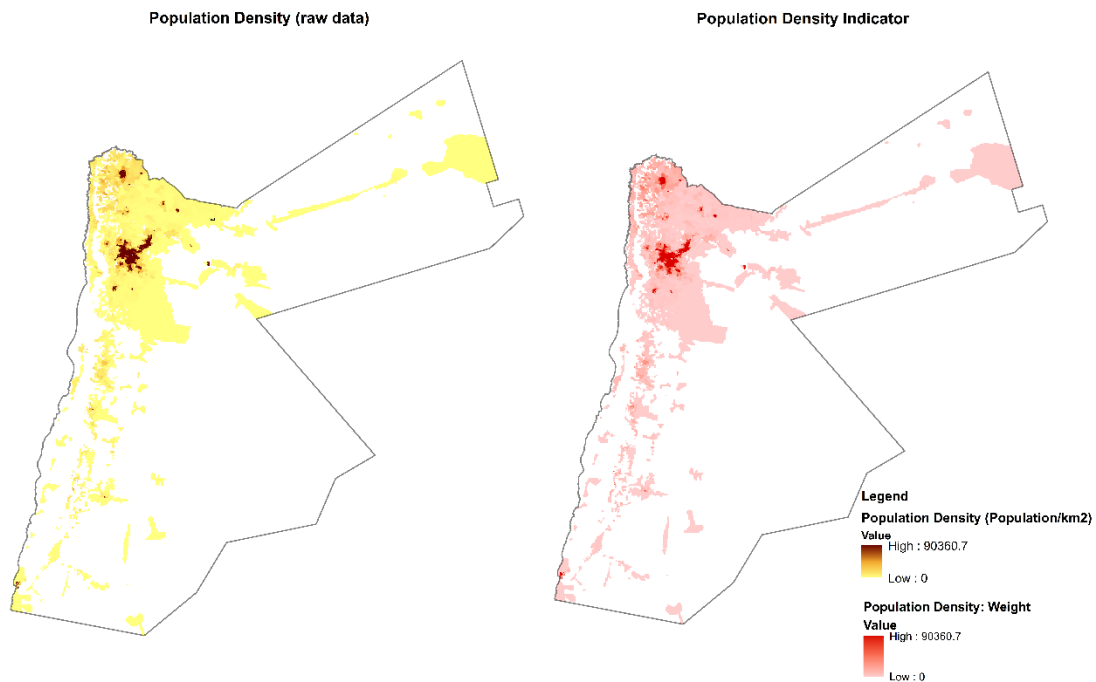 Population Density (raw data)
Population Density Indicator
Legend
Population Density (Population/km2)
Value
High : 90360.7
Low : 0
Population Density: Weight
Value
High : 90360.7
Low : 0